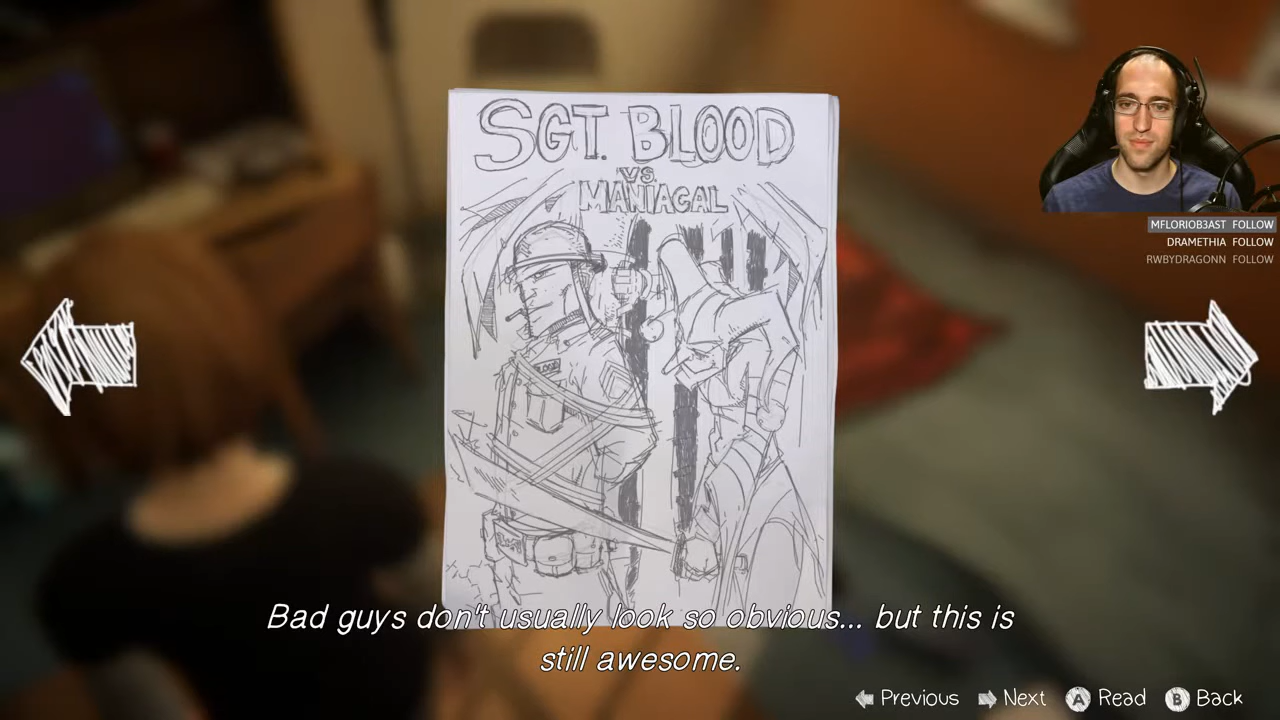 SGT. BLOOD
VS.
MANIACAL
BLOOD
MFLORIOB3AST FOLLOW
DRAMETHIA FOLLOW
RWBYDRAGONN FOLLOW
Bad guys don't usually look so obvious... but this is
still awesome.
Previous Next A Read B Back